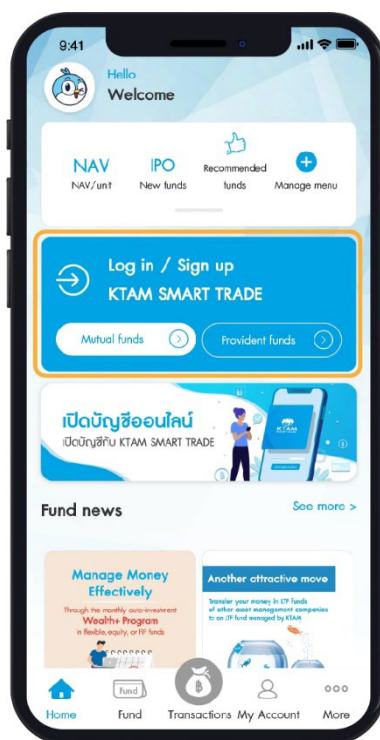 9:41
Hello
Welcome
NAV
NAV/unit
IPO
New funds
Recommended
funds
Manage menu
Log in / Sign up
KTAM SMART TRADE
Mutual funds
Provident funds
เปิดบัญชีออนไลน์
เปิดบัญชีกับ KTAM SMART TRADE
KTAM
Fund news
See more >
Manage Money
Effectively
Through the monthly auto-investment
Wealth+ Program
in flexible, equity, or FIF funds
Another attractive move
Transfer your money in LTF funds
of other asset management companies
to an LTF fund managed by KTAM
Home
Fund
Fund
Transactions
My Account
More